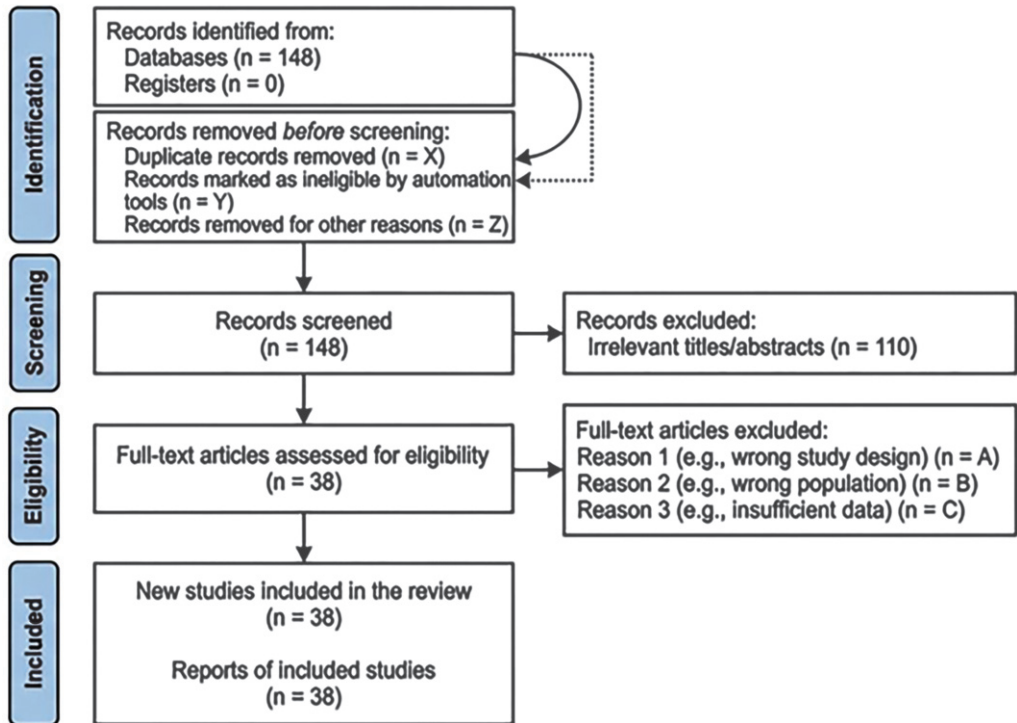 Identification
Records identified from:
Databases (n = 148)
Registers (n = 0)
Records removed before screening:
Duplicate records removed (n = X)
Records marked as ineligible by automation
tools (n = Y)
Records removed for other reasons (n = Z)
Screening
Records screened
(n = 148)
Records excluded:
Irrelevant titles/abstracts (n = 110)
Eligibility
Full-text articles assessed for eligibility
(n = 38)
Full-text articles excluded:
Reason 1 (e.g., wrong study design) (n = A)
Reason 2 (e.g., wrong population) (n = B)
Reason 3 (e.g., insufficient data) (n = C)
Included
New studies included in the review
(n = 38)
Reports of included studies
(n = 38)